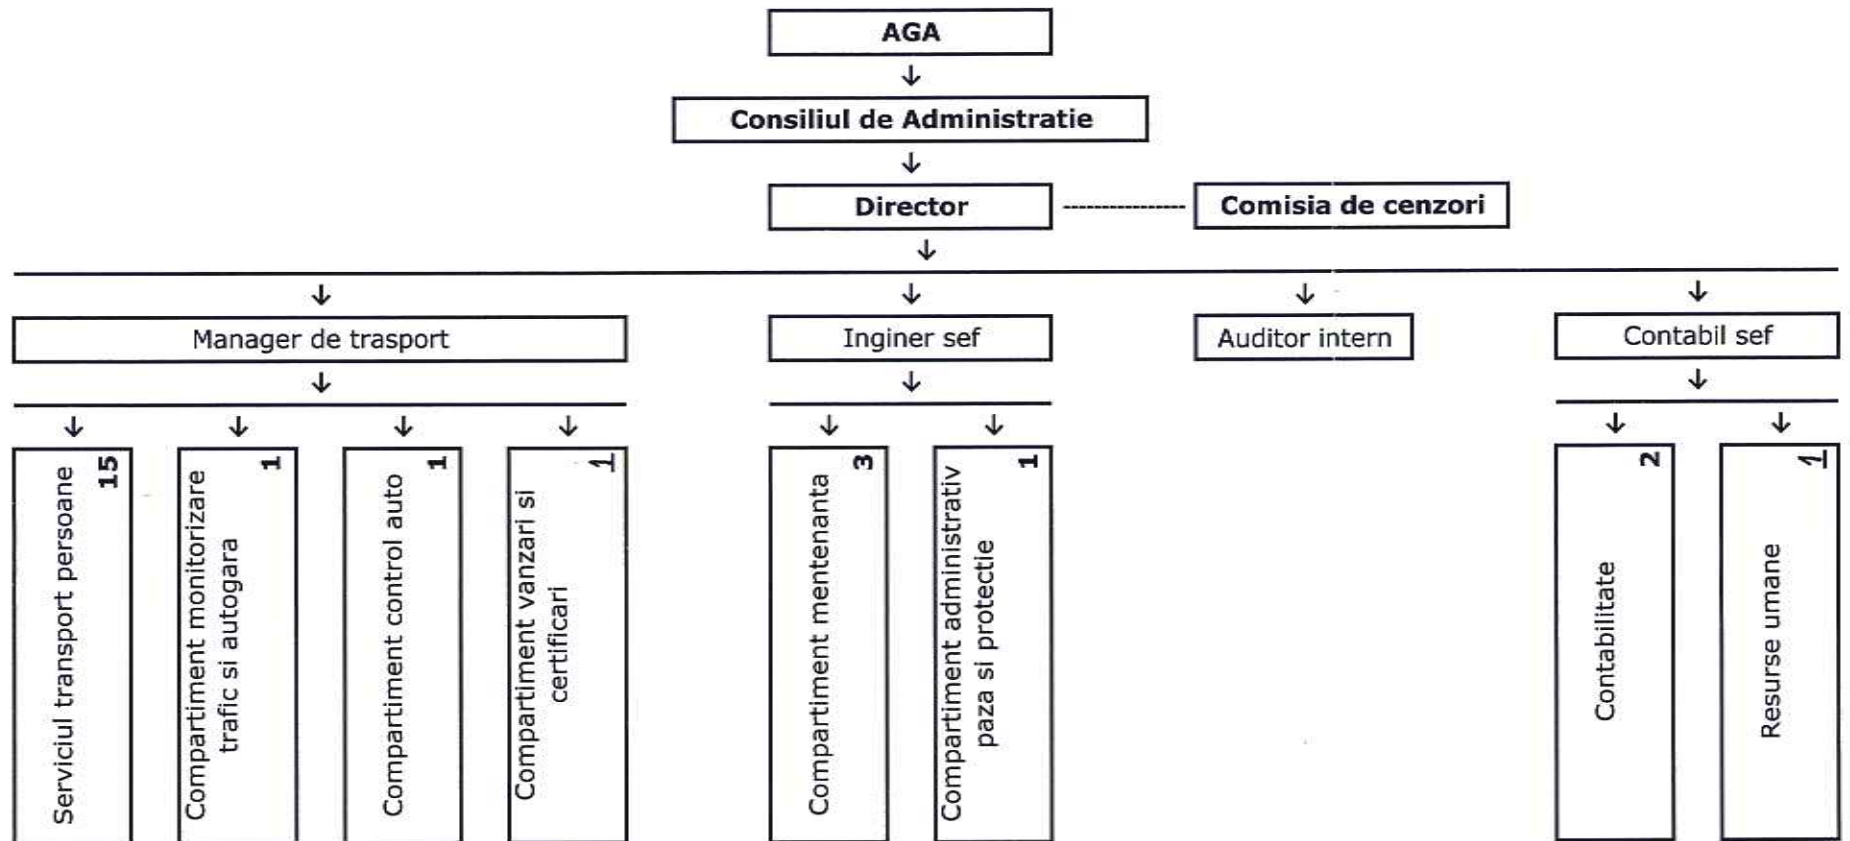 AGA
Consiliul de Administratie
Director
Comisia de cenzori
Manager de trasport
Inginer sef
Auditor intern
Contabil sef
Serviciul transport persoane
15
Compartiment monitorizare
trafic si autogara
1
Compartiment control auto
1
Compartiment vanzari si
certificari
1
Compartiment mentenanta
3
Compartiment administrativ
paza si protectie
1
Contabilitate
2
Resurse umane
1